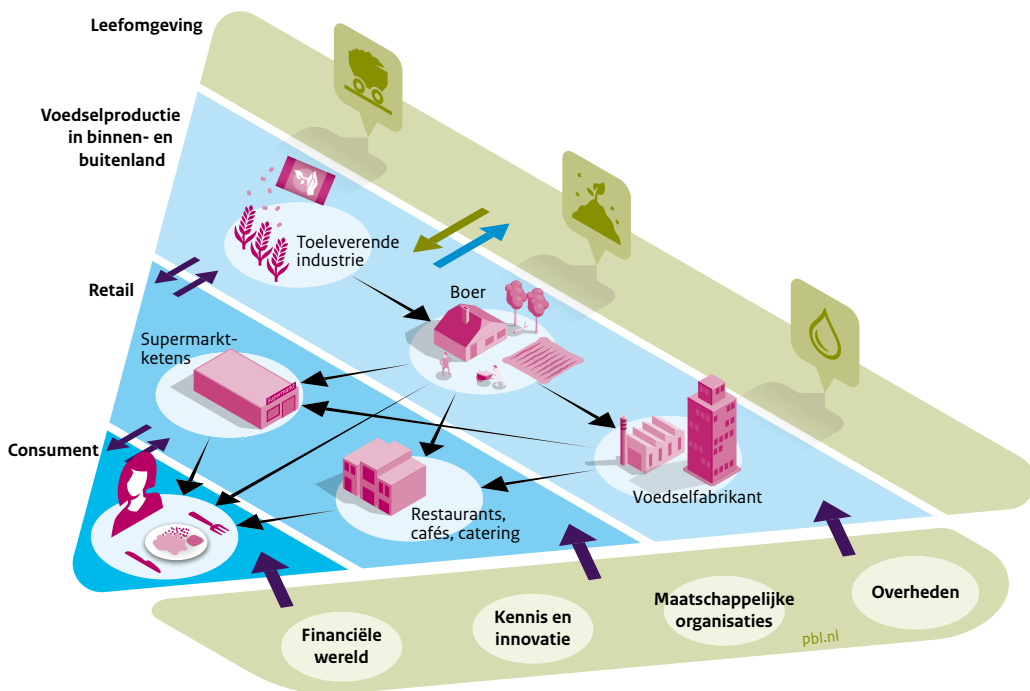 Leefomgeving
Voedselproductie
in binnen- en
buitenland
Toeleverende
industrie
Boer
Retail
Supermarkt-
ketens
supermarkt
Consument
Voedselfabrikant
Restaurants,
cafés, catering
Financiële
wereld
Kennis en
innovatie
Maatschappelijke
organisaties
Overheden
pbl.nl